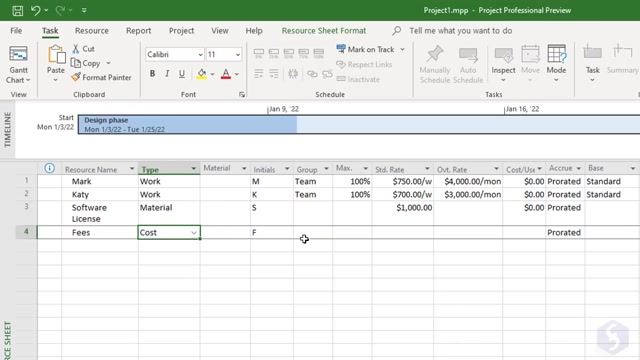 Project1.mpp - Project Professional Preview
File Task Resource Report Project View Help Resource Sheet Format Tell me what you want to do
Gantt Chart
View
Paste
Cut
Copy
Format Painter
Clipboard
Calibri 11
B I U
Font
Schedule
Mark on Track
Respect Links
Inactivate
Manually Schedule
Auto Schedule
Tasks
Inspect
Move
Mode
Task
Summary
TIMELINE
Jan 9, '22 Jan 16, '22
Start
Mon 1/3/22
Design phase
Mon 1/3/22 - Tue 1/25/22
Resource Name Type Material Initials Group Max. Std. Rate Ovt. Rate Cost/Use Accrue Base
1 Mark Work M Team 100% $750.00/w $4,000.00/mon $0.00 Prorated Standard
2 Katy Work K Team 100% $700.00/w $3,000.00/mon $0.00 Prorated Standard
3 Software License Material S $1,000.00 $0.00 Prorated
4 Fees Cost F Prorated